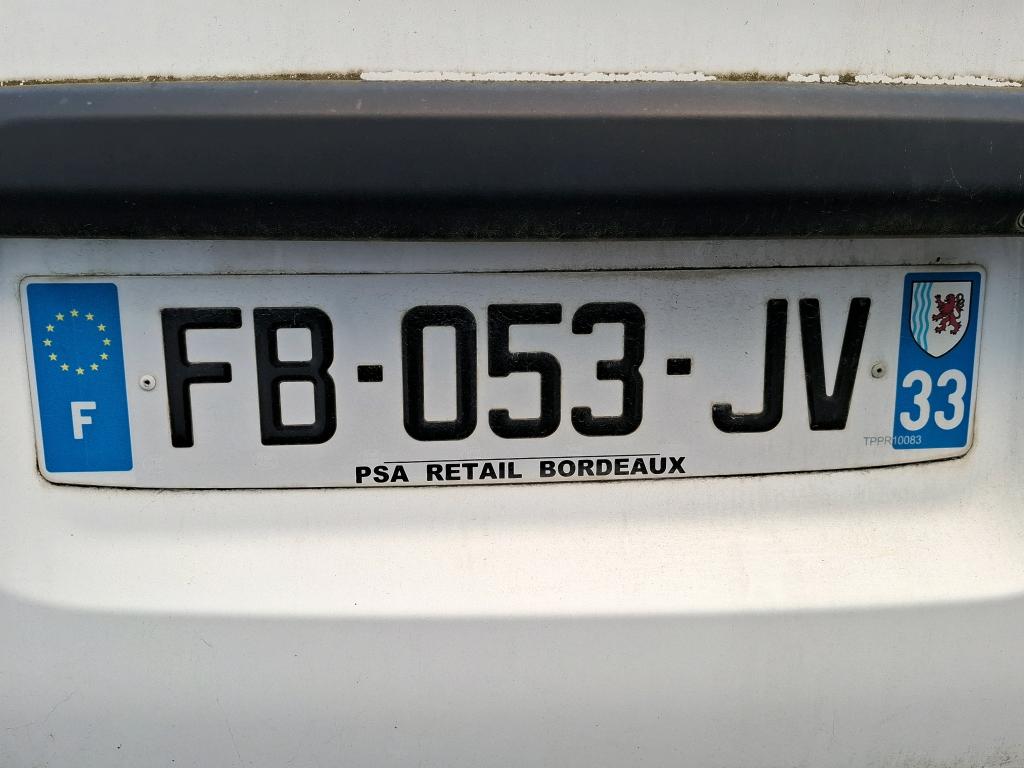 F
FB-053-JV
33
TPPR10083
PSA RETAIL BORDEAUX